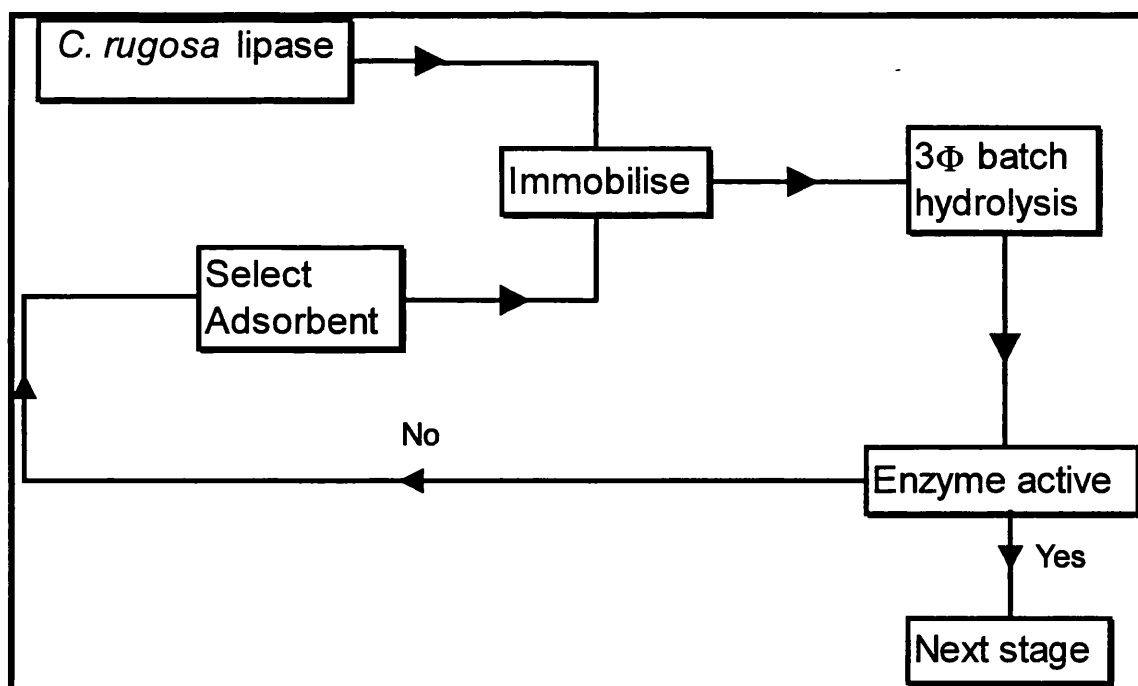 C. rugosa lipase
Immobilise
3Φ batch
hydrolysis
Select
Adsorbent
No
Enzyme active
Yes
Next stage